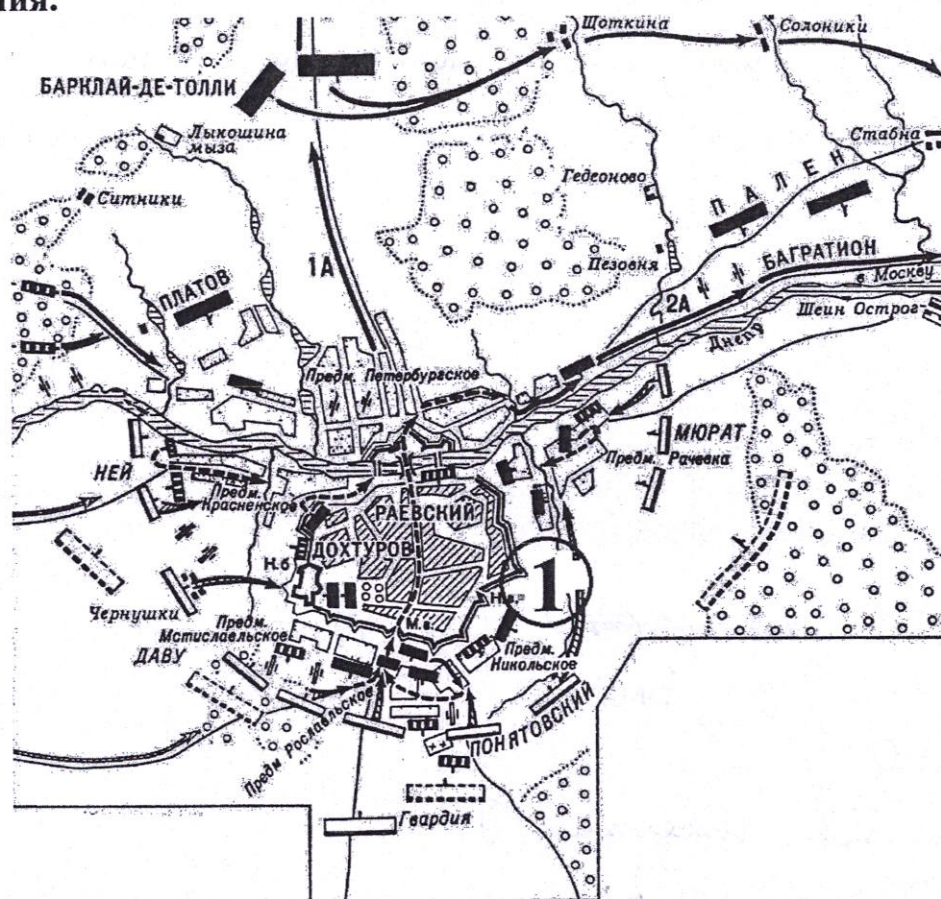 ния.
Шоткина
Солоники
БАРКЛАЙ-ДЕ-ТОЛЛИ
Лыкошина
мыза
Стабна
Гедеоново
Ситники
ПАЛЕН
1А
Пезовня
БАГРАТИОН
ПЛАТОВ
в Москву
2А
Шеин Острог
Днепр
Предм. Петербургское
МЮРАТ
НЕЙ
Предм. Рачевка
Предм.
Красненское
РАЕВСКИЙ
ДОХТУРОВ
Н.б
1
Чернушки
М.в.
Предм.
Мстиславльское
Предм.
Никольское
ДАВУ
Предм Рославльское
ПОНЯТОВСКИЙ
Гвардия